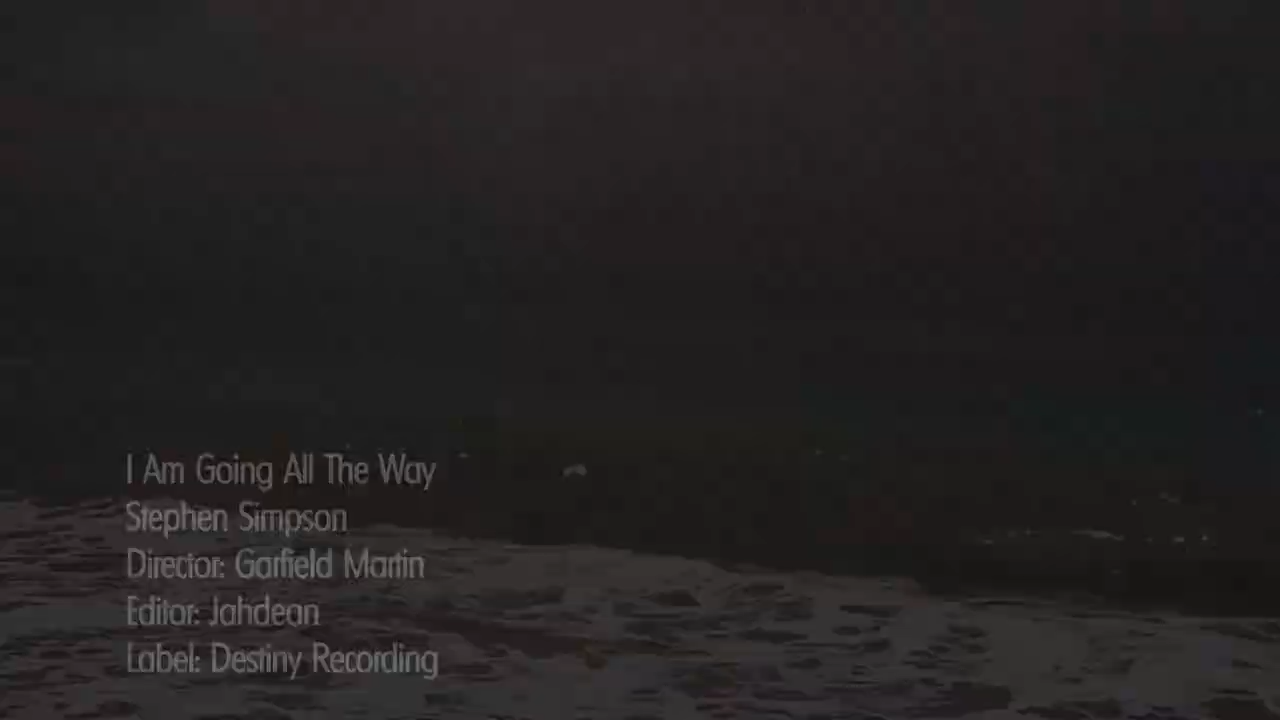 I Am Going All The Way
Stephen Simpson
Director: Garfield Martin
Editor: Jahdean
Label: Destiny Recording